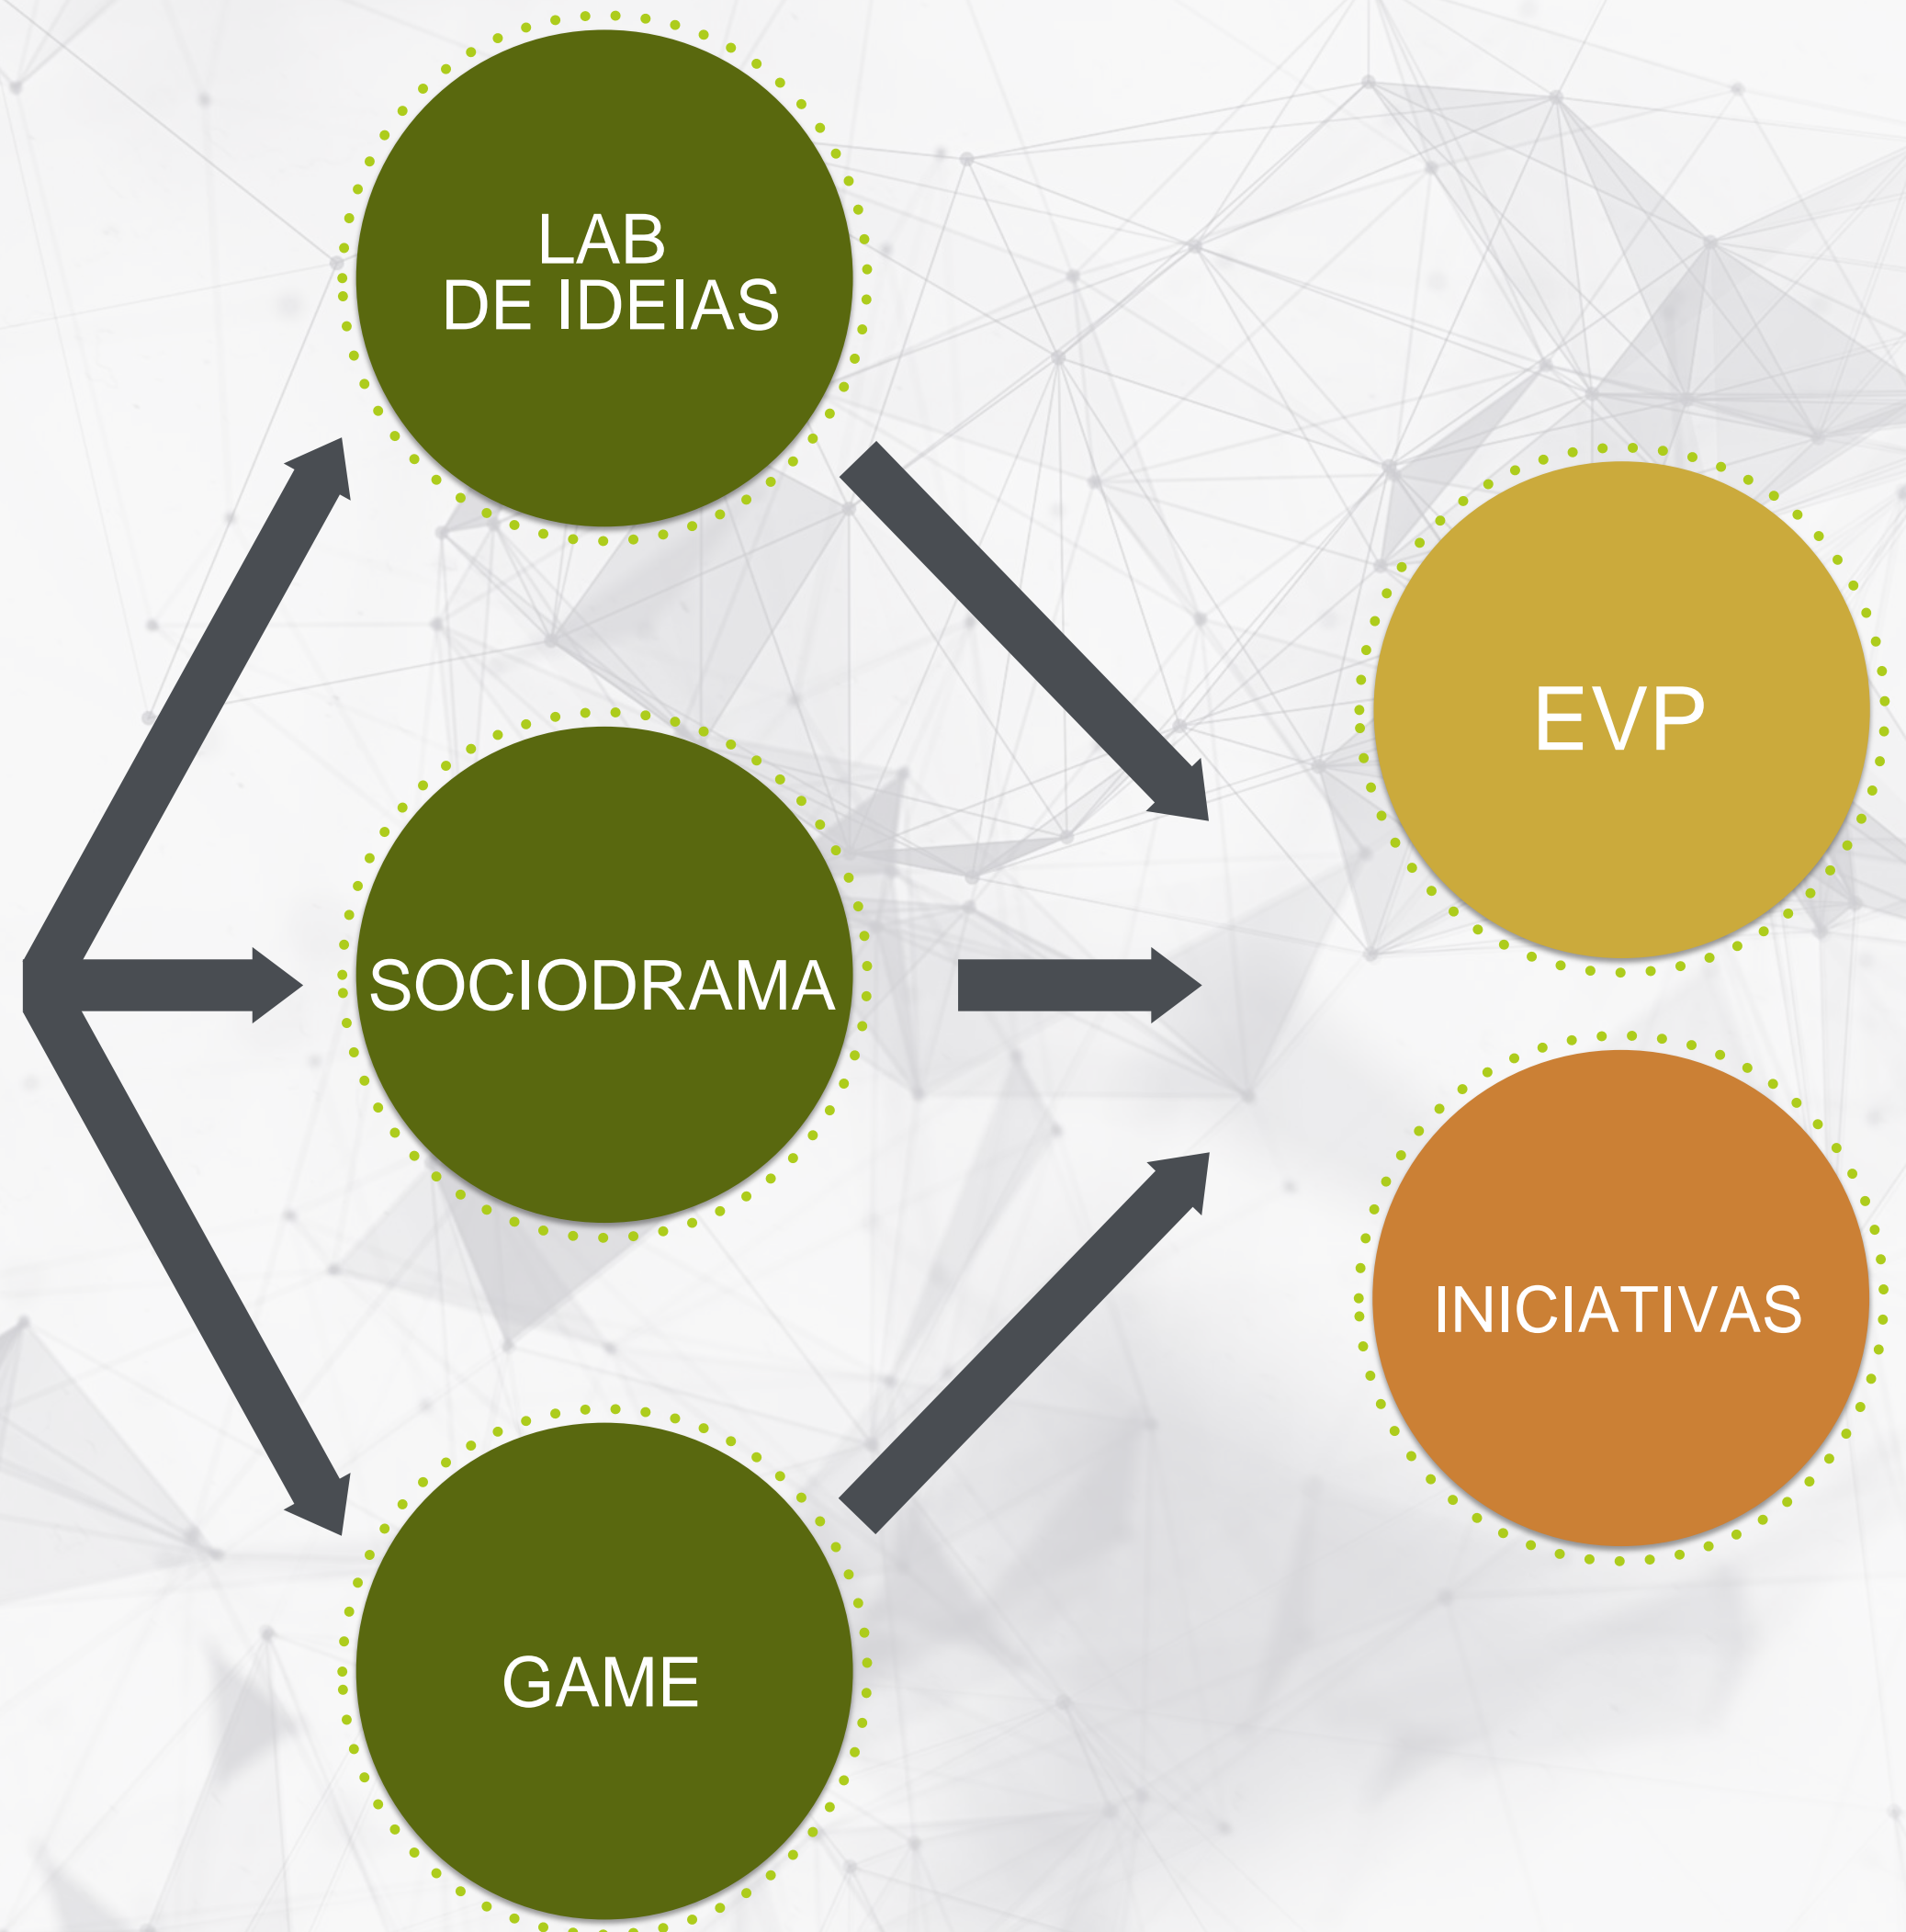 LAB
DE IDEIAS
SOCIODRAMA
GAME
EVP
INICIATIVAS